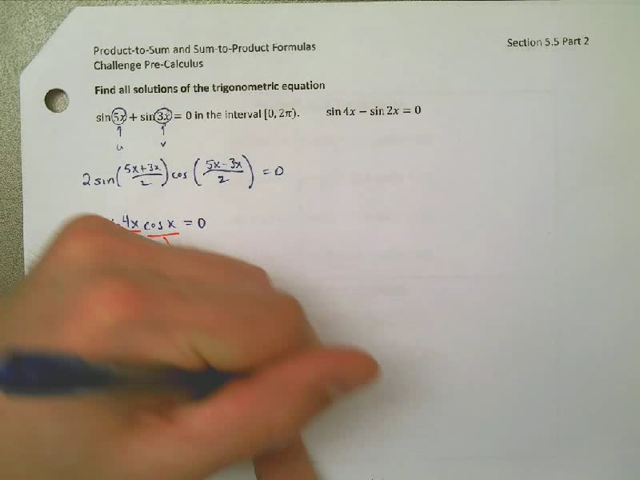 Product-to-Sum and Sum-to-Product Formulas
Section 5.5 Part 2
Challenge Pre-Calculus
Find all solutions of the trigonometric equation
sin 5x + sin 3x = 0 in the interval [0, 2π).
sin 4x − sin 2x = 0
u v
2 sin((5x+3x)/2) cos((5x-3x)/2) = 0
4x cos x = 0